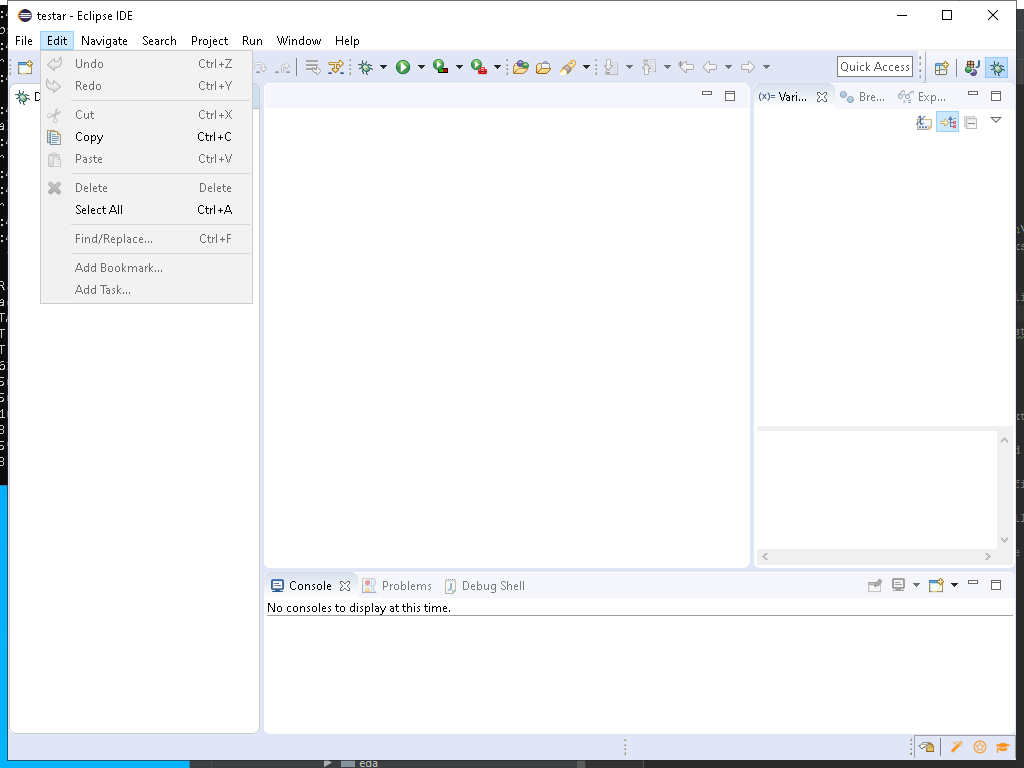 testar - Eclipse IDE
File Edit Navigate Search Project Run Window Help
Quick Access
Undo Ctrl+Z
Redo Ctrl+Y
Cut Ctrl+X
Copy Ctrl+C
Paste Ctrl+V
Delete Delete
Select All Ctrl+A
Find/Replace... Ctrl+F
Add Bookmark...
Add Task...
(x)= Vari... Bre... Exp...
Console Problems Debug Shell
No consoles to display at this time.
eda